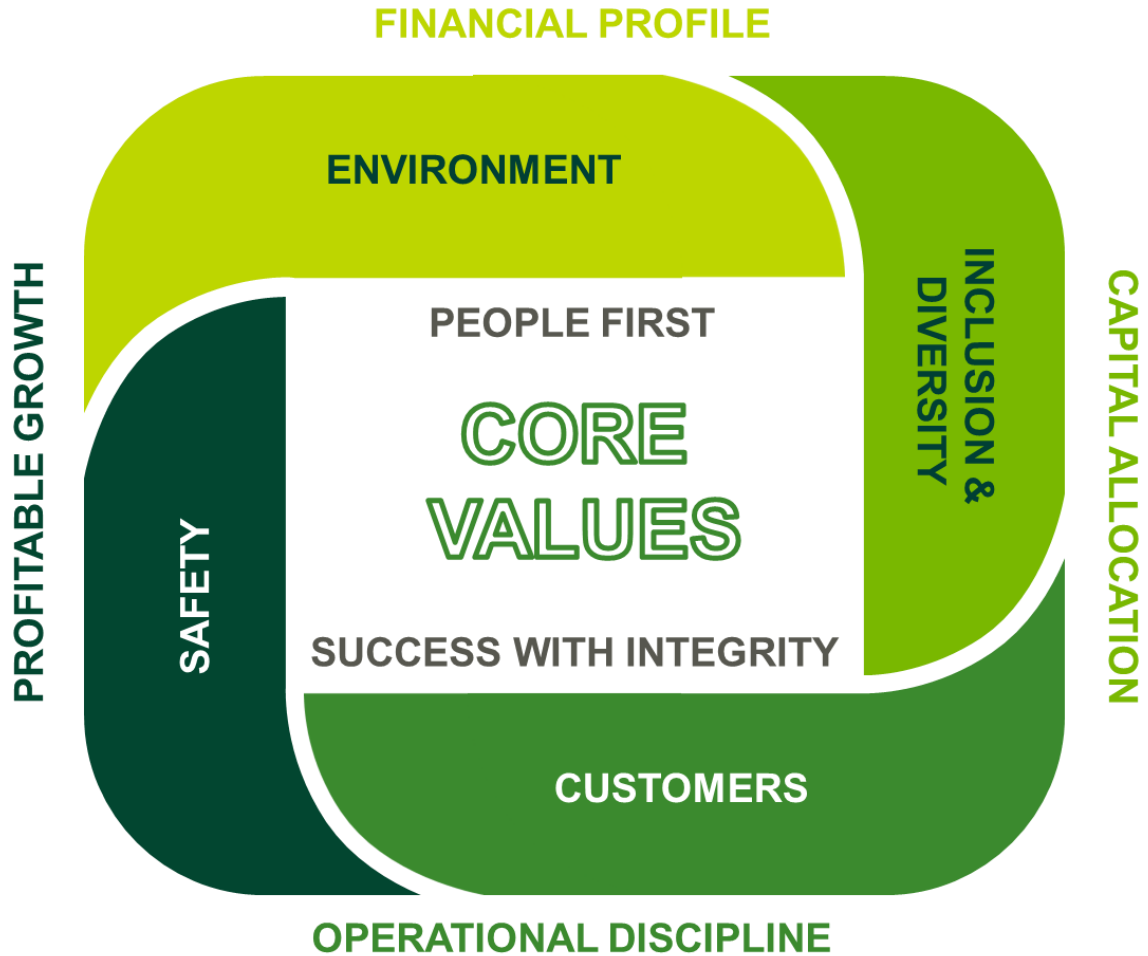 FINANCIAL PROFILE
ENVIRONMENT
INCLUSION &
DIVERSITY
CAPITAL ALLOCATION
PROFITABLE GROWTH
SAFETY
PEOPLE FIRST
CORE
VALUES
SUCCESS WITH INTEGRITY
CUSTOMERS
OPERATIONAL DISCIPLINE